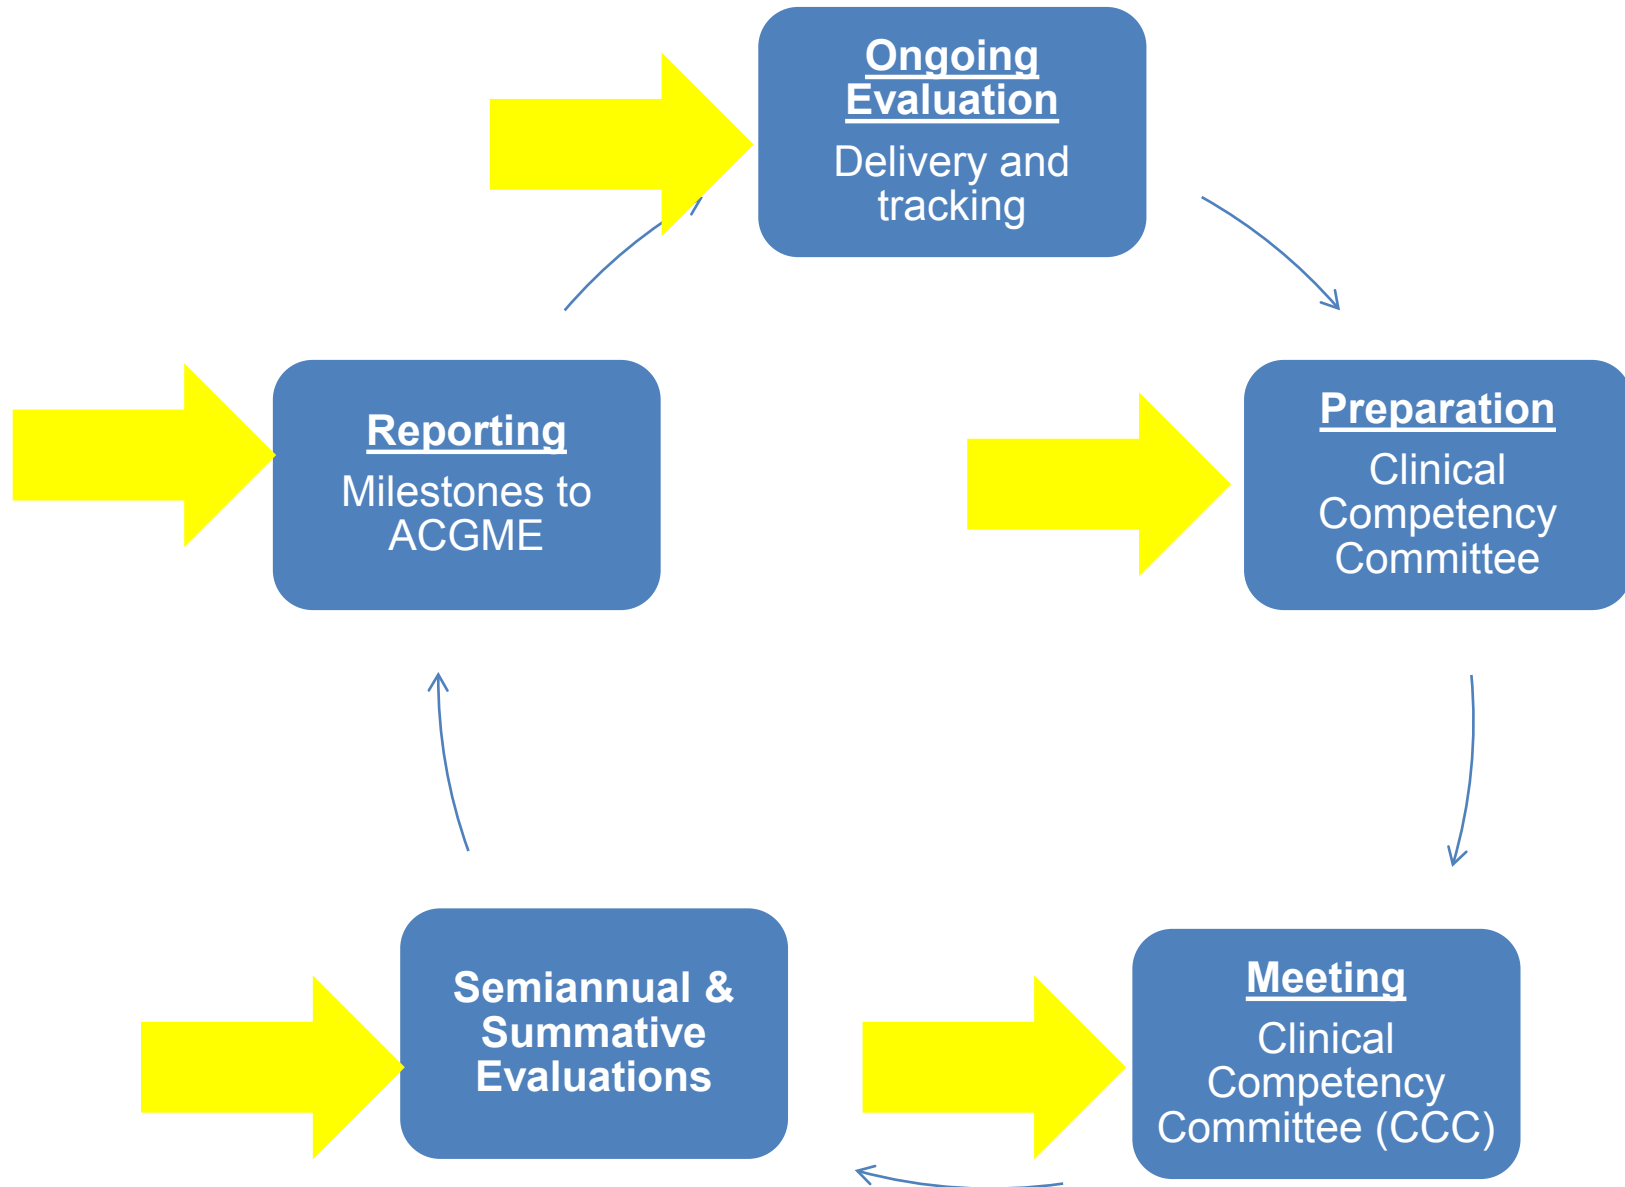 Ongoing
Evaluation
Delivery and
tracking
Preparation
Clinical
Competency
Committee
Meeting
Clinical
Competency
Committee (CCC)
Semiannual &
Summative
Evaluations
Reporting
Milestones to
ACGME